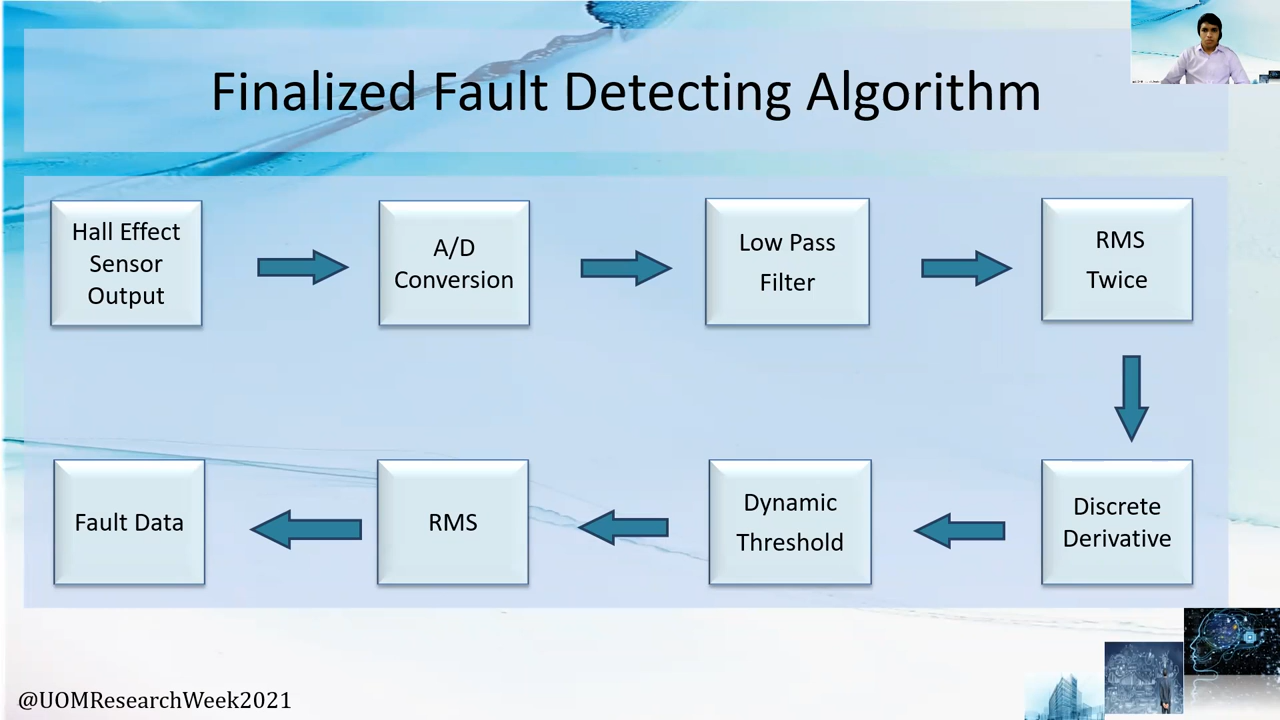 Finalized Fault Detecting Algorithm
Hall Effect
Sensor
Output
A/D
Conversion
Low Pass
Filter
RMS
Twice
Discrete
Derivative
Dynamic
Threshold
RMS
Fault Data
@UOMResearchWeek2021